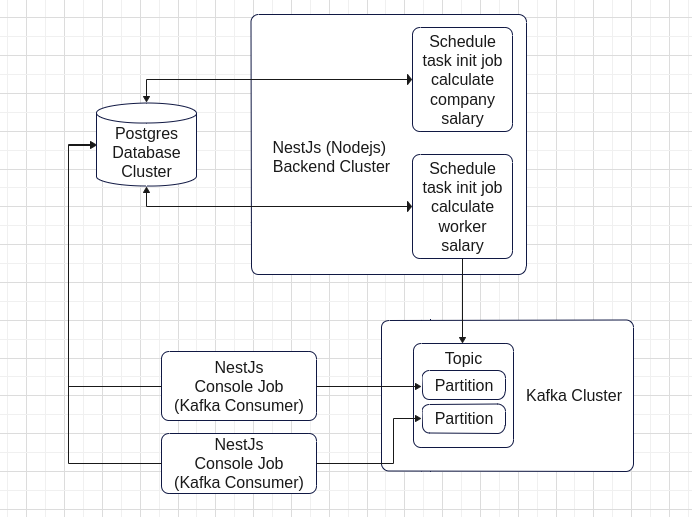 Schedule
task init job
calculate
company
salary
Postgres
Database
Cluster
NestJs (Nodejs)
Backend Cluster
Schedule
task init job
calculate
worker
salary
Topic
Partition
Partition
Kafka Cluster
NestJs
Console Job
(Kafka Consumer)
NestJs
Console Job
(Kafka Consumer)